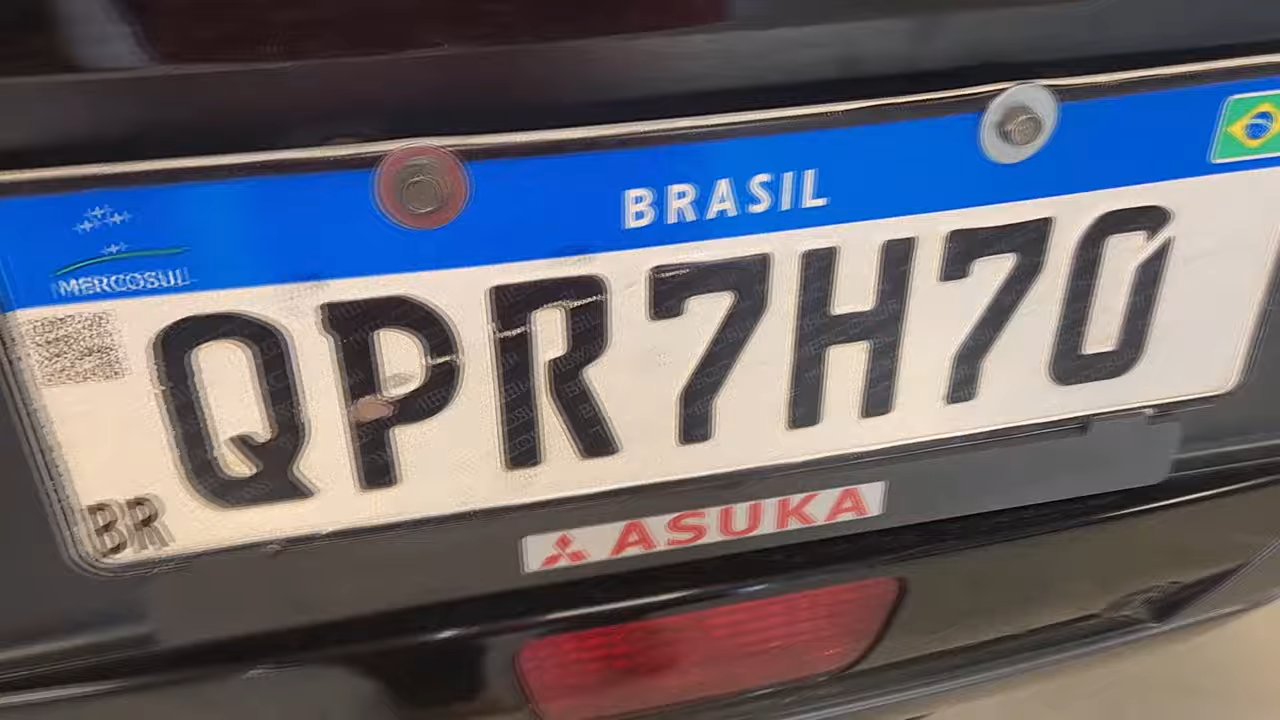 BRASIL
MERCOSUL
QPR7H70
BR
ASUKA